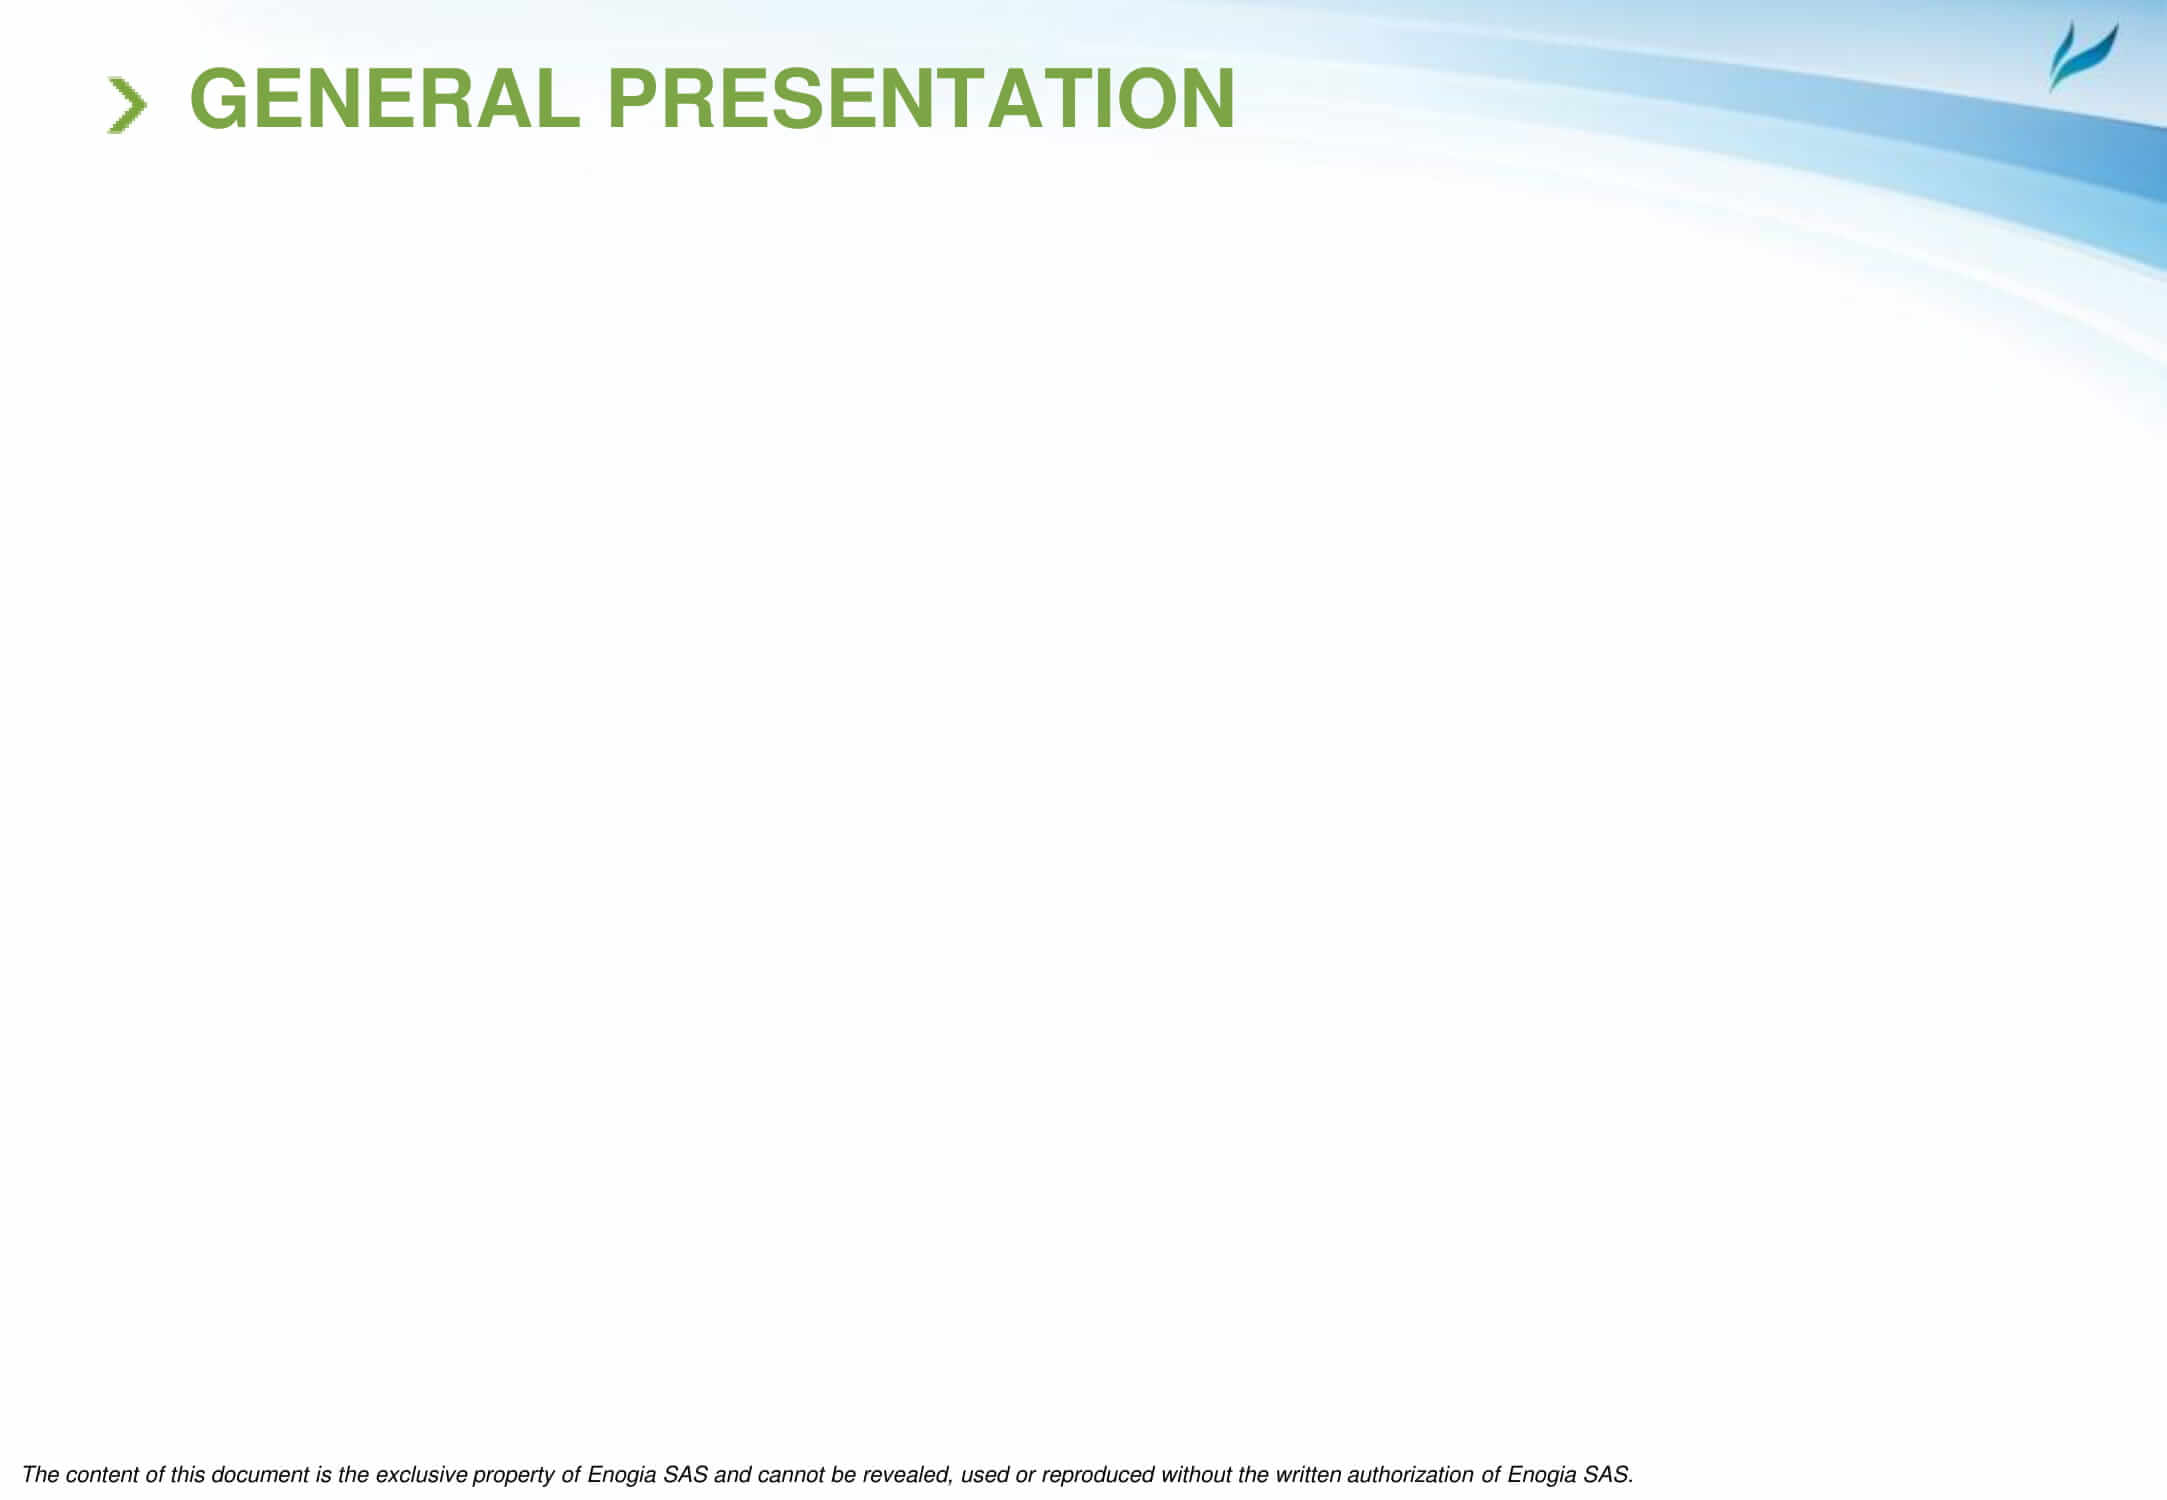 GENERAL PRESENTATION
The content of this document is the exclusive property of Enogia SAS and cannot be revealed, used or reproduced without the written authorization of Enogia SAS.